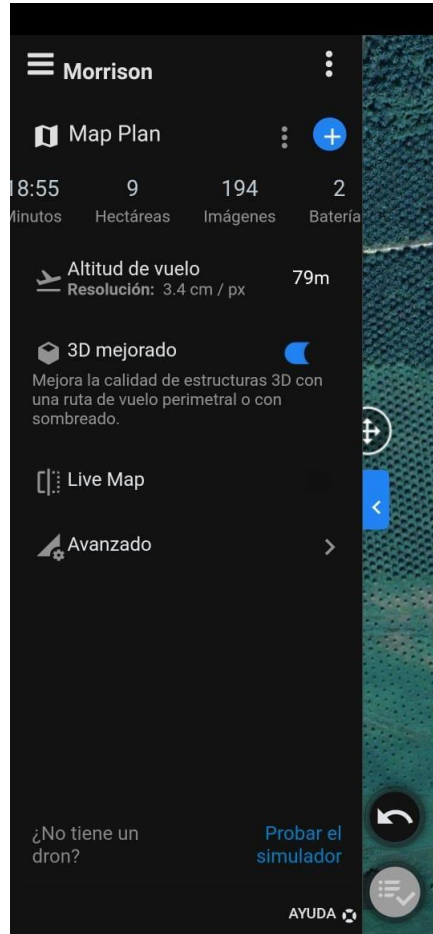 Morrison
Map Plan
18:55 9 194 2
Minutos Hectáreas Imágenes Batería
Altitud de vuelo
Resolución: 3.4 cm / px
79m
3D mejorado
Mejora la calidad de estructuras 3D con
una ruta de vuelo perimetral o con
sombreado.
Live Map
Avanzado
¿No tiene un
dron?
Probar el
simulador
AYUDA